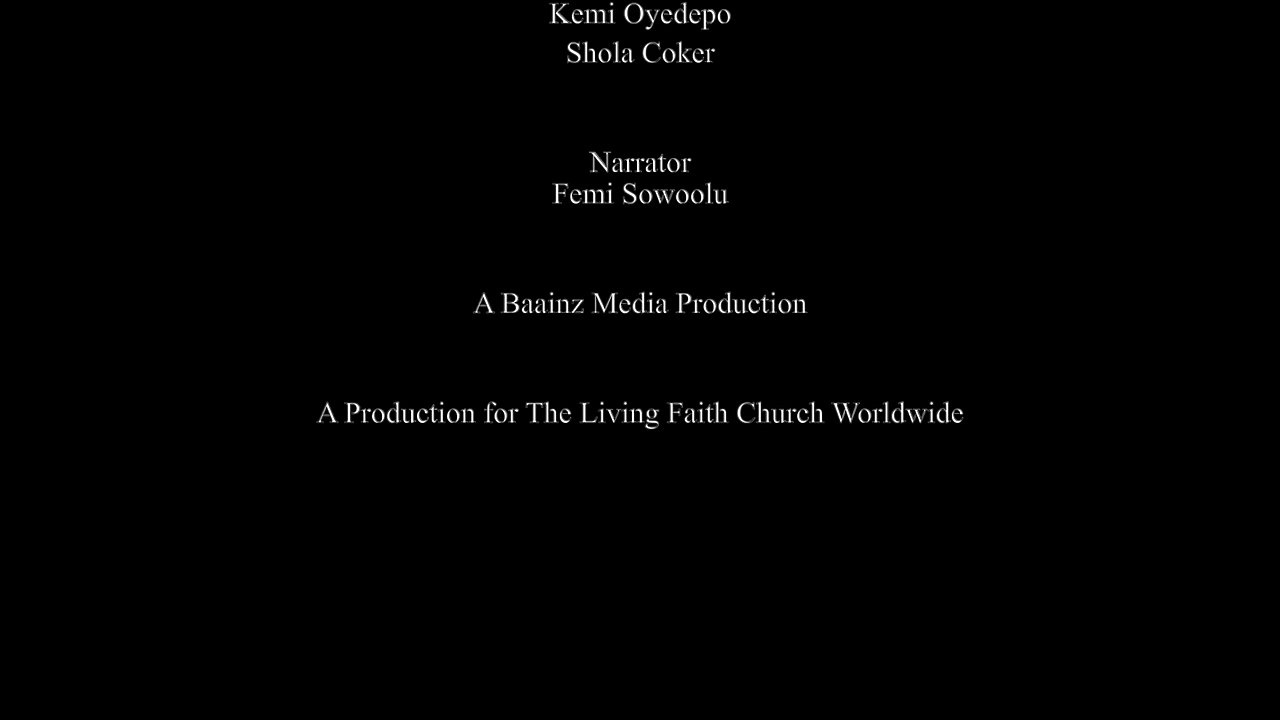 Kemi Oyedepo
Shola Coker
Narrator
Femi Sowoolu
A Baainz Media Production
A Production for The Living Faith Church Worldwide